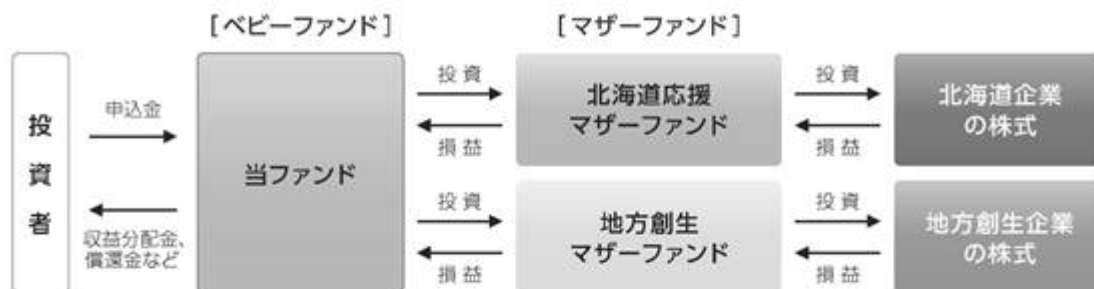 [ベビーファンド]
[マザーファンド]
投資者
申込金
収益分配金、
償還金など
当ファンド
投資
損益
北海道応援
マザーファンド
投資
損益
北海道企業
の株式
投資
損益
地方創生
マザーファンド
投資
損益
地方創生企業
の株式